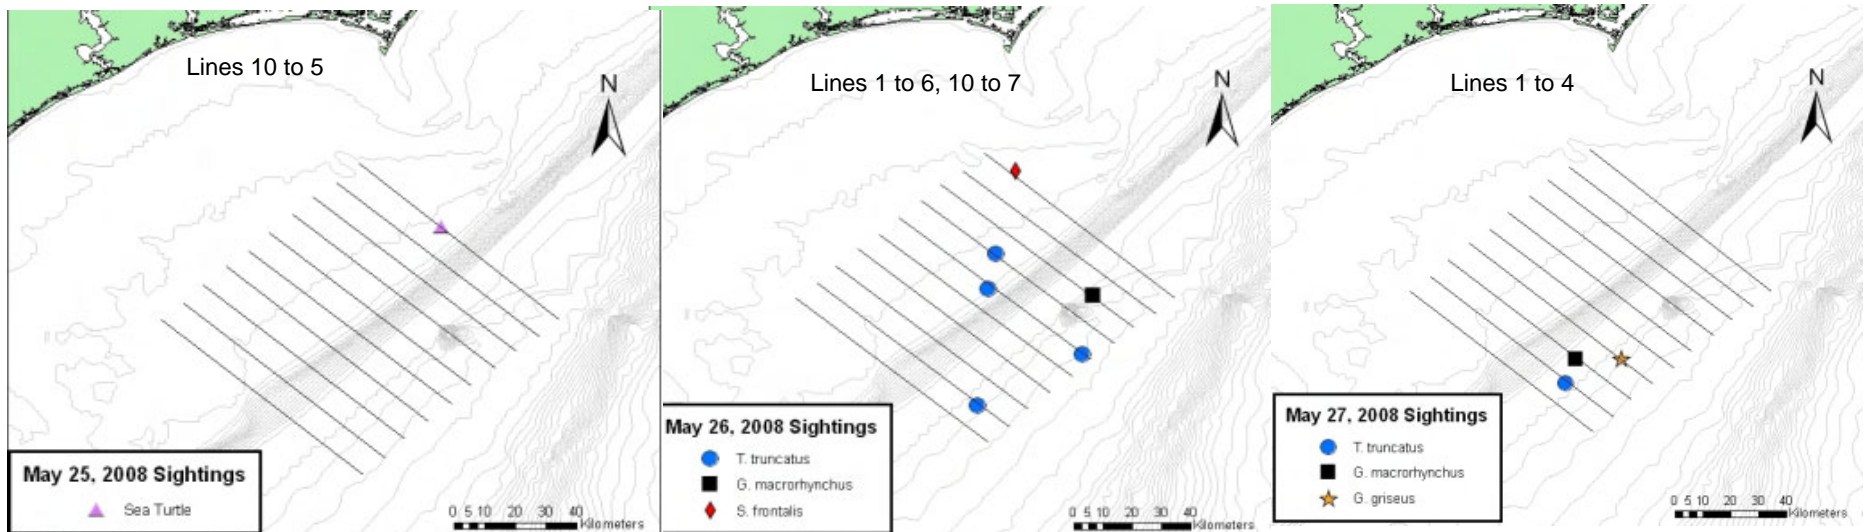 Lines 10 to 5
N
May 25, 2008 Sightings
Sea Turtle
0 5 10 20 30 40
Kilometers
Lines 1 to 6, 10 to 7
N
May 26, 2008 Sightings
T. truncatus
G. macrorhynchus
S. frontalis
0 5 10 20 30 40
Kilometers
Lines 1 to 4
N
May 27, 2008 Sightings
T. truncatus
G. macrorhynchus
G. griseus
0 5 10 20 30 40
Kilometers